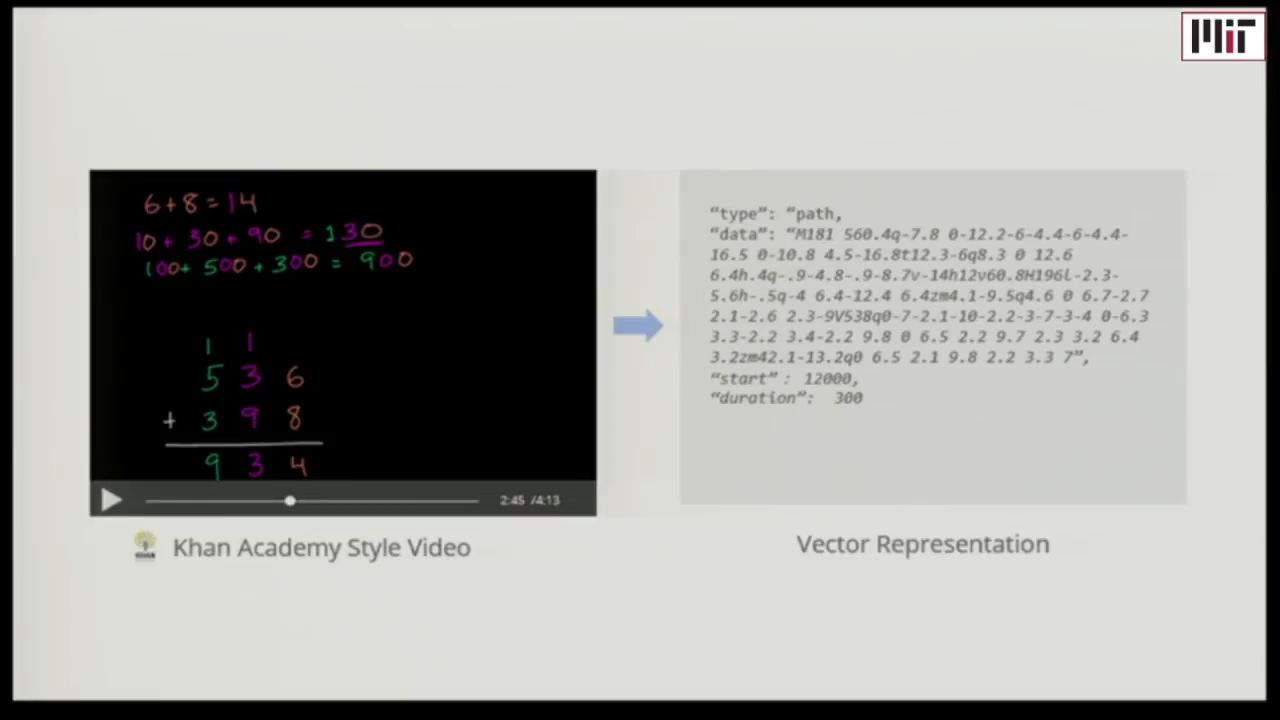 MIT
6+8=14
10 + 30 + 90 = 130
100+ 500 + 300 = 900
1 1
5 3 6
+ 3 9 8
9 3 4
2:45 /4:13
Khan Academy Style Video
“type”: “path,
“data”: “M181 560.4q-7.8 0-12.2-6-4.4-6-4.4-
16.5 0-10.8 4.5-16.8t12.3-6q8.3 0 12.6
6.4h.4q-.9-4.8-.9-8.7v-14h12v60.8H196l-2.3-
5.6h-.5q-4 6.4-12.4 6.4zm4.1-9.5q4.6 0 6.7-2.7
2.1-2.6 2.3-9V538q0-7-2.1-10-2.2-3-7-3-4 0-6.3
3.3-2.2 3.4-2.2 9.8 0 6.5 2.2 9.7 2.3 3.2 6.4
3.2zm42.1-13.2q0 6.5 2.1 9.8 2.2 3.3 7”,
“start” : 12000,
“duration”: 300
Vector Representation